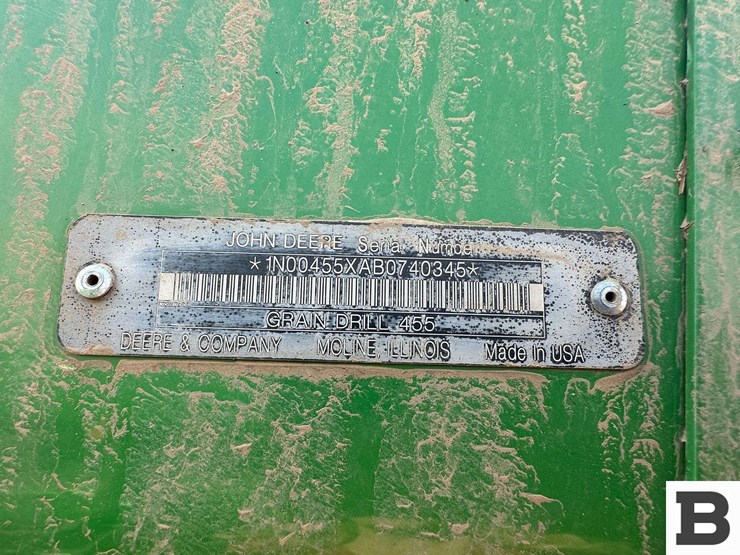 JOHN DEERE Serial Number
*1N00455XAB0740345*
GRAIN DRILL 455
DEERE & COMPANY MOLINE, ILLINOIS Made in USA
B